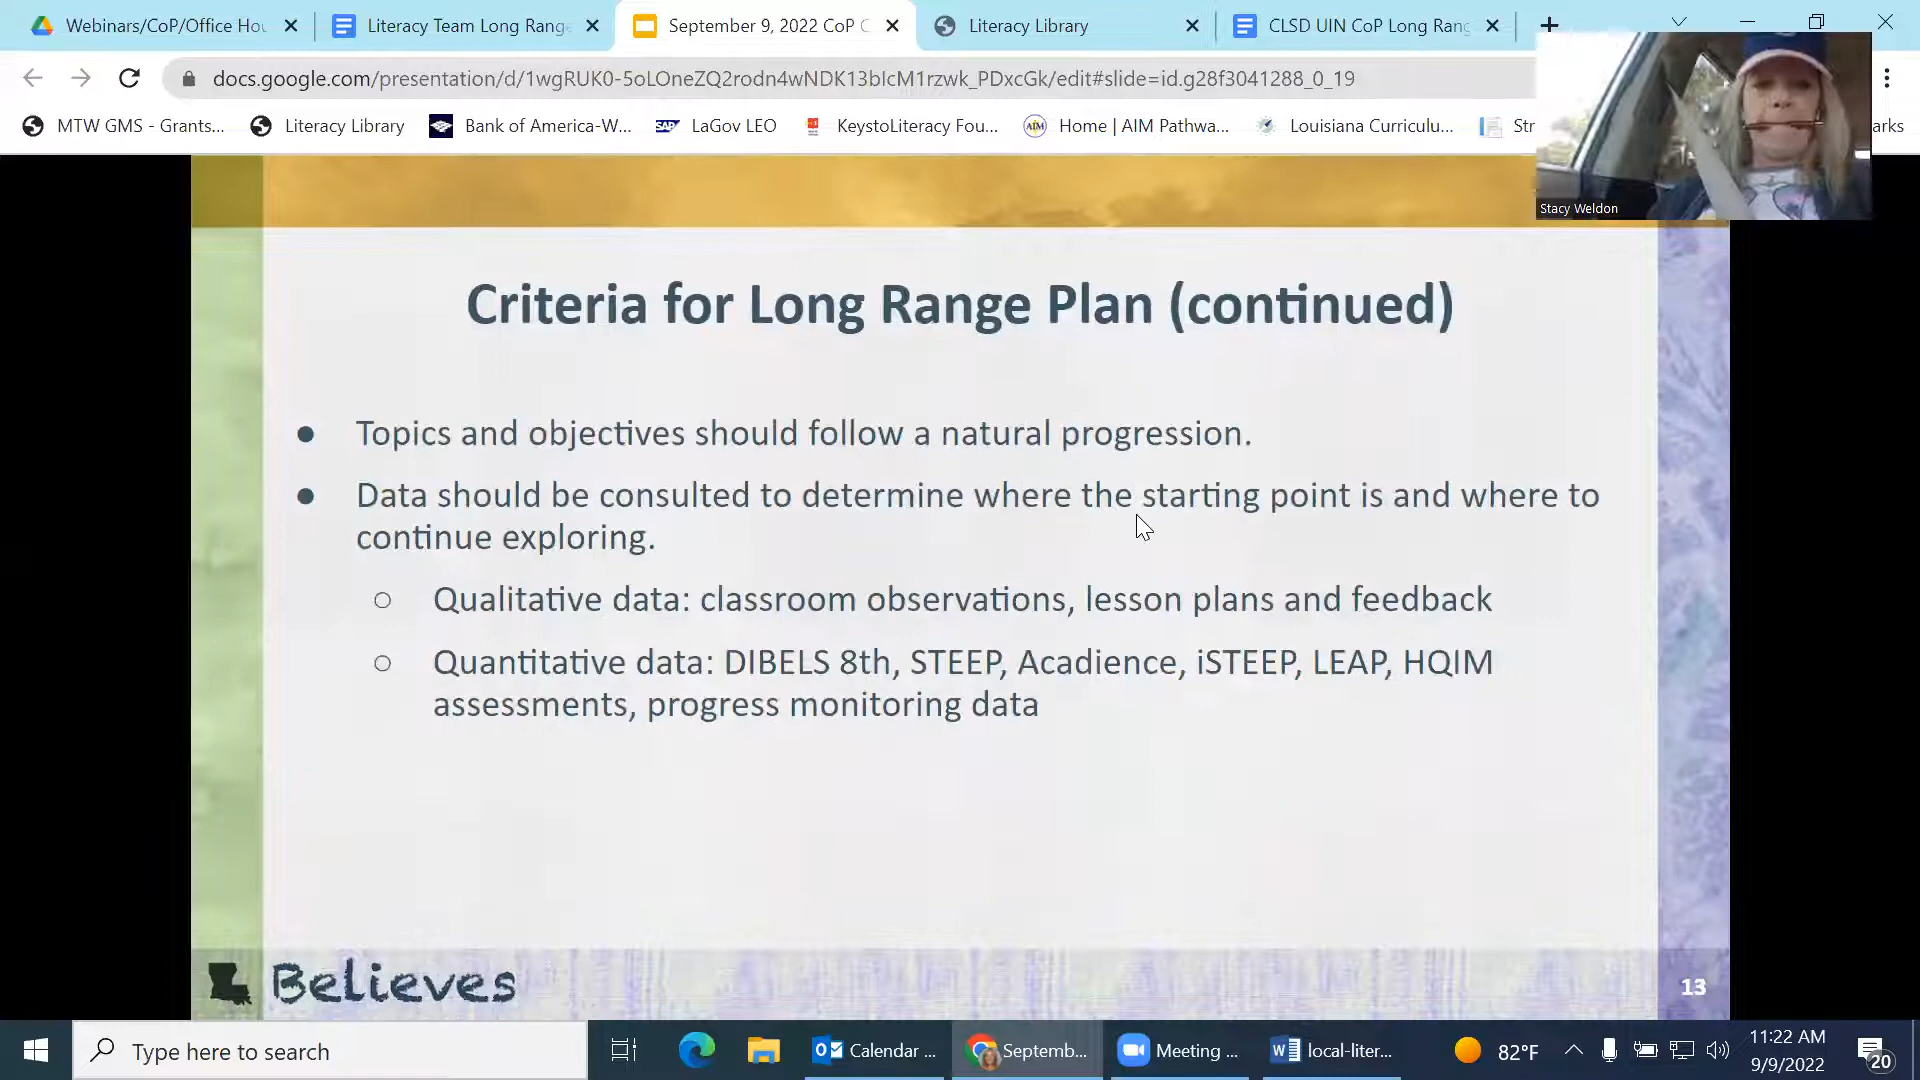 Webinars/CoP/Office Hou
Literacy Team Long Range
September 9, 2022 CoP C
Literacy Library
CLSD UIN CoP Long Rang
docs.google.com/presentation/d/1wgRUK0-5oLOneZQ2rodn4wNDK13bIcM1rzwk_PDxcGk/edit#slide=id.g28f3041288_0_19
MTW GMS - Grants...
Literacy Library
Bank of America-W...
SAP
LaGov LEO
KeystoLiteracy Fou...
AIM
Home | AIM Pathwa...
Louisiana Curriculu...
Str
arks
Stacy Weldon
Criteria for Long Range Plan (continued)
● Topics and objectives should follow a natural progression.
● Data should be consulted to determine where the starting point is and where to
continue exploring.
○ Qualitative data: classroom observations, lesson plans and feedback
○ Quantitative data: DIBELS 8th, STEEP, Acadience, iSTEEP, LEAP, HQIM
assessments, progress monitoring data
Believes
13
Type here to search
Calendar ...
Septemb...
Meeting ...
local-liter...
82°F
11:22 AM
9/9/2022
20